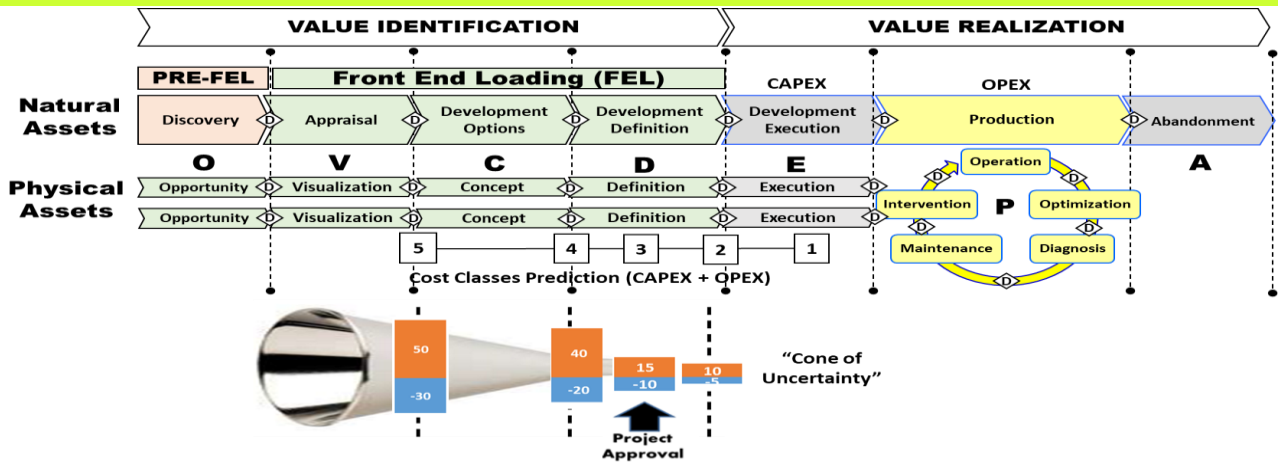 VALUE IDENTIFICATION
VALUE REALIZATION
PRE-FEL
Front End Loading (FEL)
CAPEX
OPEX
Natural
Assets
Discovery
D
Appraisal
D
Development
Options
D
Development
Definition
D
Development
Execution
D
Production
D
Abandonment
O
V
C
D
E
A
Physical
Assets
Opportunity
D
Visualization
D
Concept
D
Definition
D
Execution
D
Opportunity
D
Visualization
D
Concept
D
Definition
D
Execution
D
Operation
D
Optimization
D
Diagnosis
D
Maintenance
D
Intervention
D
P
5
4
3
2
1
Cost Classes Prediction (CAPEX + OPEX)
50
-30
40
-20
15
-10
10
-5
“Cone of
Uncertainty”
Project
Approval